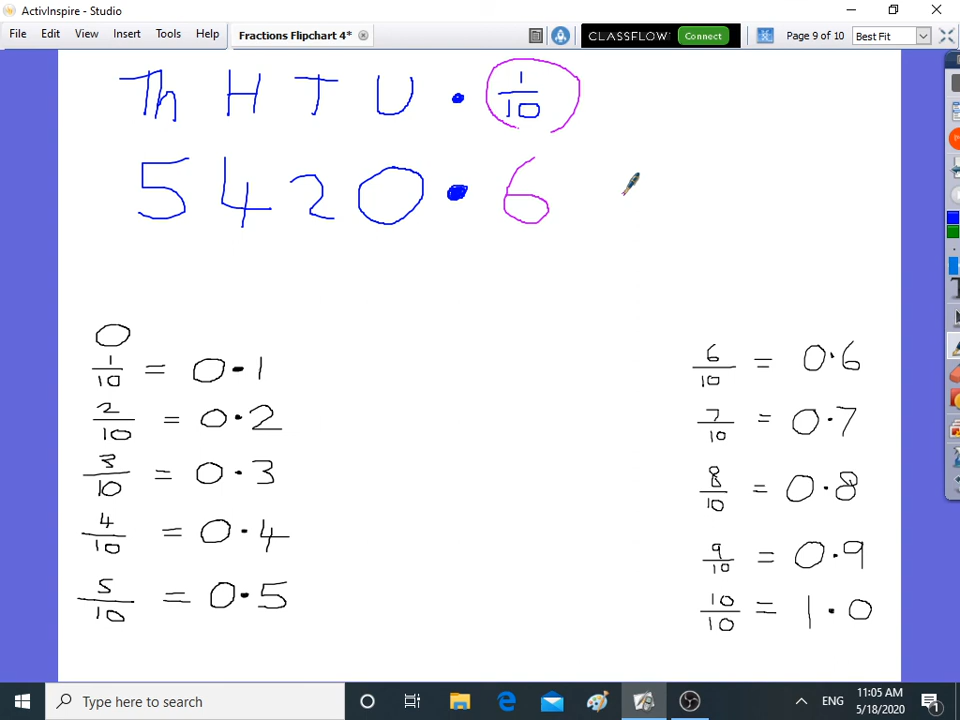 ActivInspire - Studio
File Edit View Insert Tools Help
Fractions Flipchart 4*
CLASSFLOW Connect
Page 9 of 10
Best Fit
Th H T U . 1/10
5 4 2 0 . 6
0
1/10 = 0.1
2/10 = 0.2
3/10 = 0.3
4/10 = 0.4
5/10 = 0.5
6/10 = 0.6
7/10 = 0.7
8/10 = 0.8
9/10 = 0.9
10/10 = 1.0
Type here to search
ENG
11:05 AM
5/18/2020
1